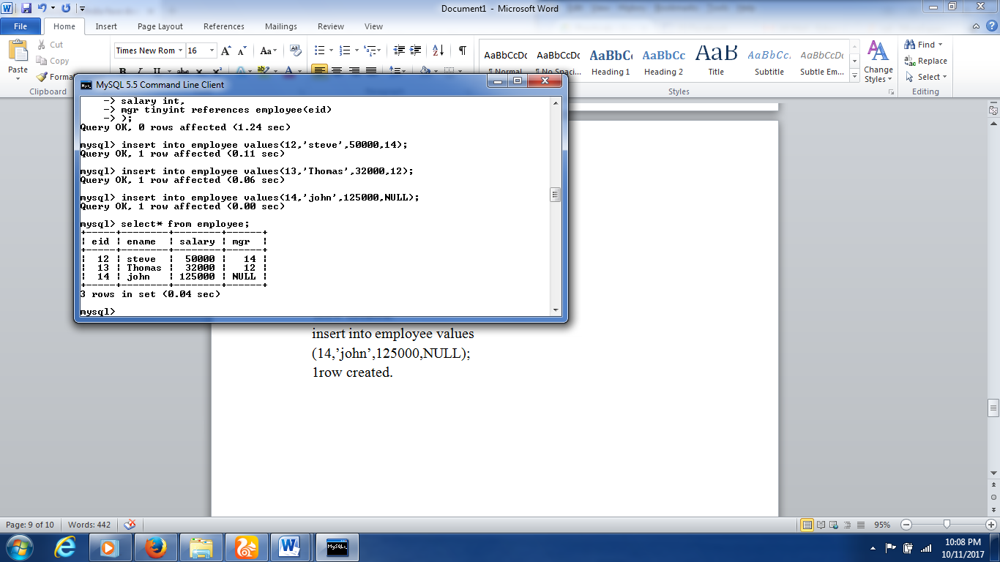 Document1 - Microsoft Word
File Home Insert Page Layout References Mailings Review View
Paste
Cut
Copy
Forma
Clipboard
Times New Rom 16
Aa
AaBbCcDc AaBbCcDc AaBbCc AaBbCc AaB AaBbCc. AaBbCcDc
¶ Normal ¶ No Spaci... Heading 1 Heading 2 Title Subtitle Subtle Em...
Change Styles
Styles
Find
Replace
Select
Editing
MySQL 5.5 Command Line Client
-> salary int,
-> mgr tinyint references employee(eid)
-> );
Query OK, 0 rows affected (1.24 sec)
mysql> insert into employee values(12,'steve',50000,14);
Query OK, 1 row affected (0.11 sec)
mysql> insert into employee values(13,'Thomas',32000,12);
Query OK, 1 row affected (0.06 sec)
mysql> insert into employee values(14,'john',125000,NULL);
Query OK, 1 row affected (0.00 sec)
mysql> select* from employee;
+-----+--------+--------+------+
| eid | ename  | salary | mgr  |
+-----+--------+--------+------+
|  12 | steve  |  50000 |   14 |
|  13 | Thomas |  32000 |   12 |
|  14 | john   | 125000 | NULL |
+-----+--------+--------+------+
3 rows in set (0.04 sec)
mysql>
insert into employee values
(14,’john’,125000,NULL);
1row created.
Page: 9 of 10 Words: 442 95%
10:08 PM
10/11/2017